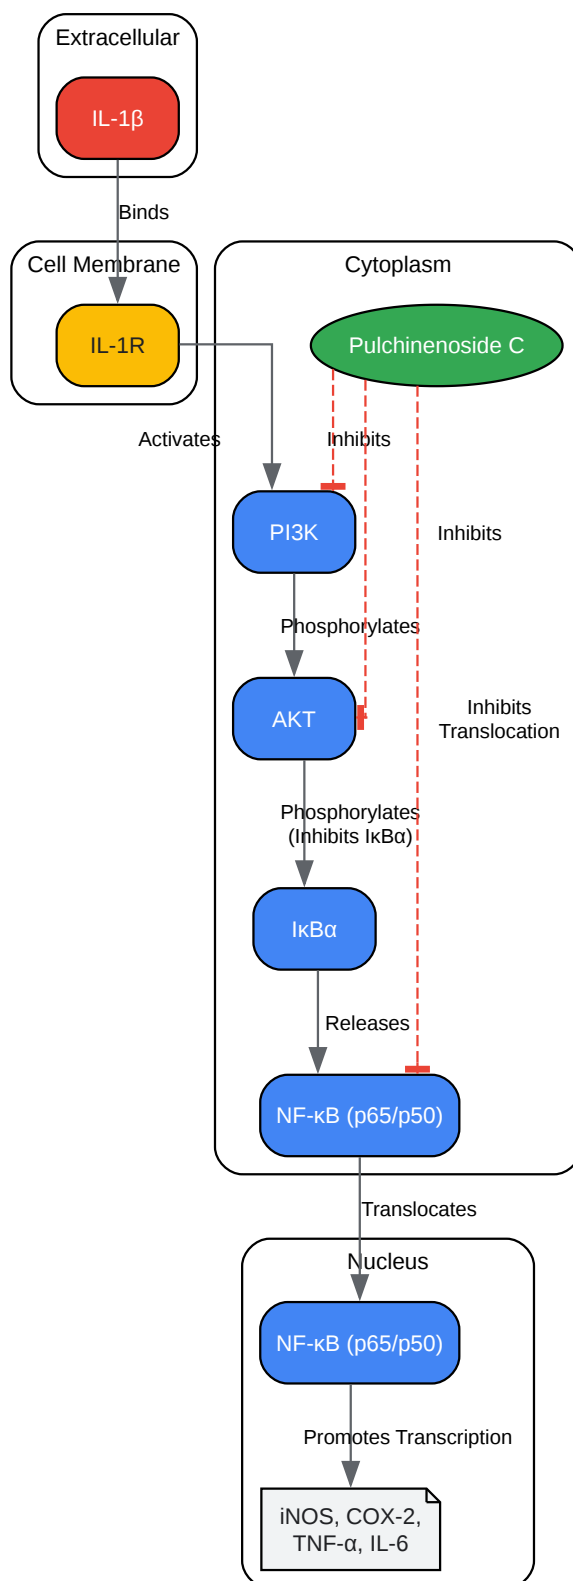 Extracellular
IL-1β
Binds
Cell Membrane
Cytoplasm
IL-1R
Pulchinenoside C
Activates
Inhibits
PI3K
Inhibits
Phosphorylates
AKT
Inhibits
Translocation
Phosphorylates
(Inhibits IκBα)
IκBα
Releases
NF-κB (p65/p50)
Translocates
Nucleus
NF-κB (p65/p50)
Promotes Transcription
iNOS, COX-2,
TNF-α, IL-6